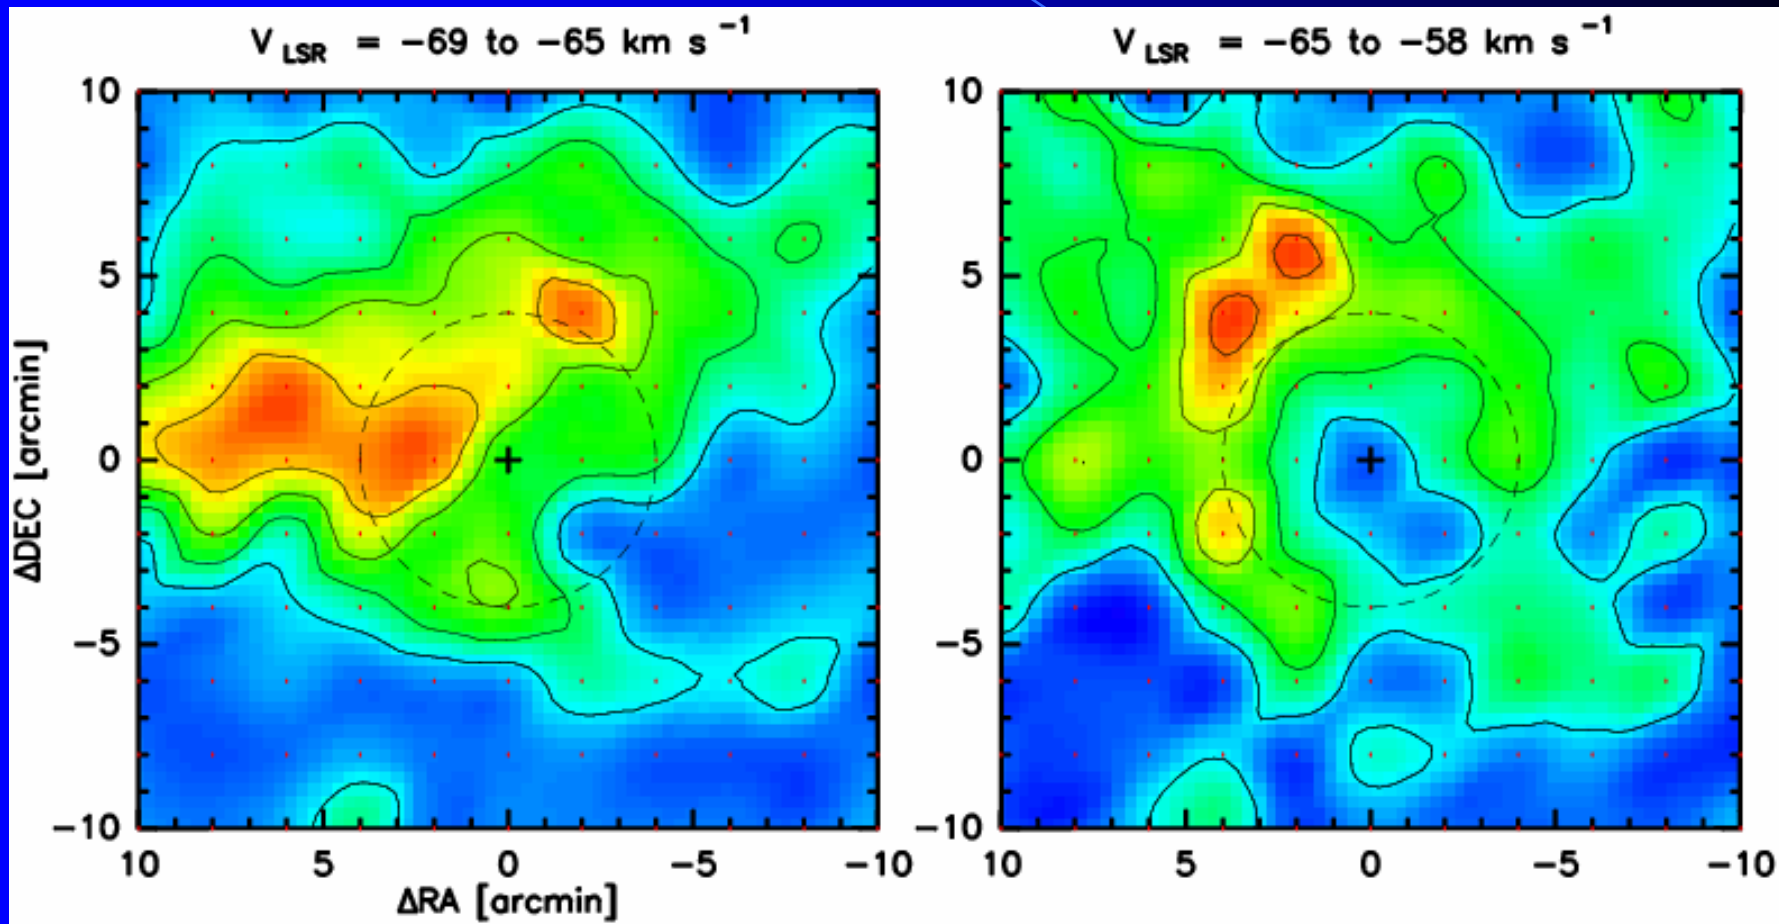 V LSR = -69 to -65 km s -1
V LSR = -65 to -58 km s -1
10
5
0
-5
-10
ΔDEC [arcmin]
10 5 0 -5 -10
ΔRA [arcmin]
10
5
0
-5
-10
10 5 0 -5 -10